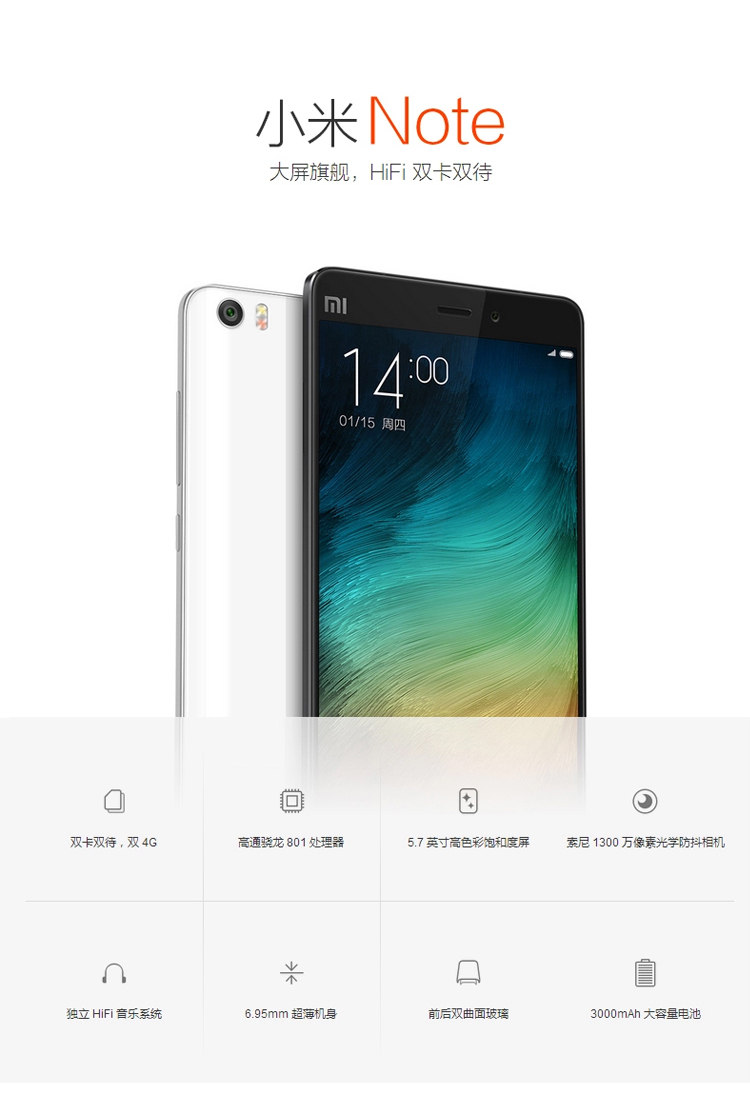 小米Note
大屏旗舰，HiFi 双卡双待
MI
14:00
01/15 周四
双卡双待，双 4G
高通骁龙 801 处理器
5.7 英寸高色彩饱和度屏
索尼 1300 万像素光学防抖相机
独立 HiFi 音乐系统
6.95mm 超薄机身
前后双曲面玻璃
3000mAh 大容量电池